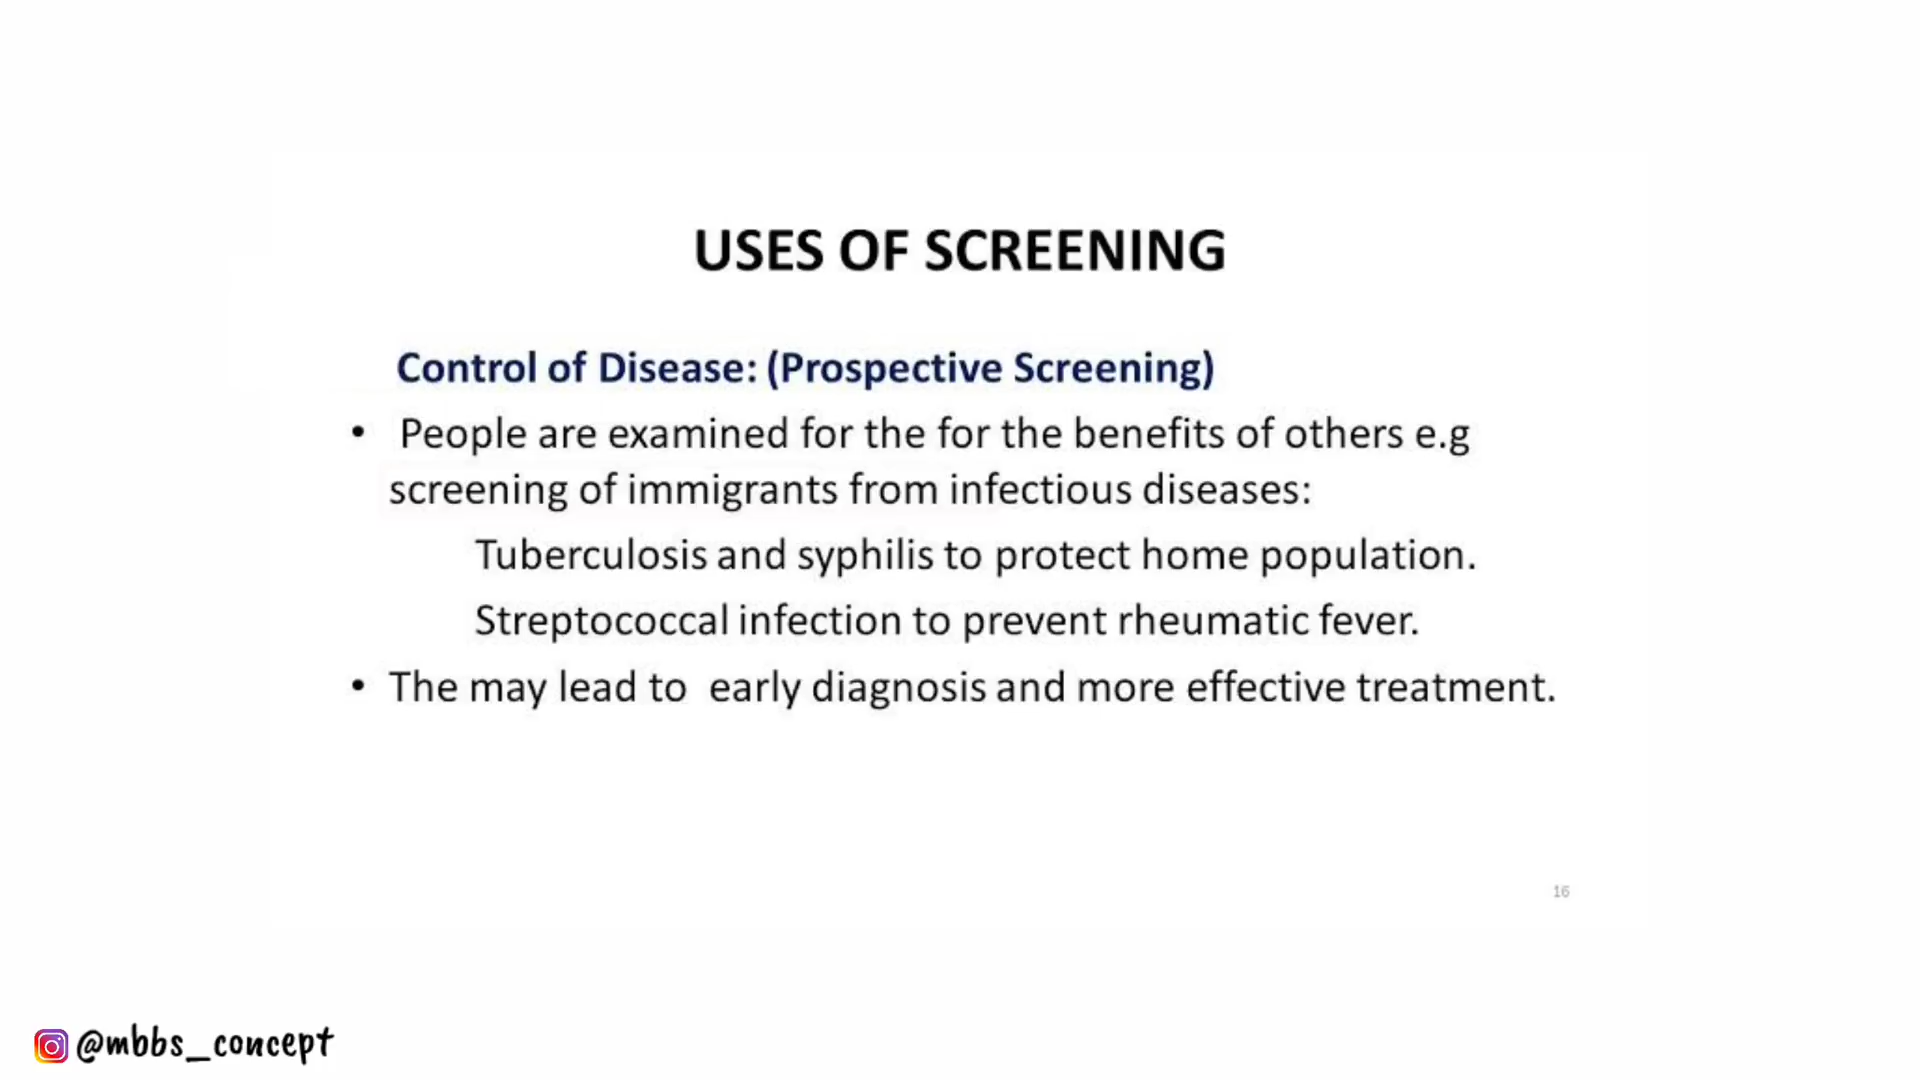 USES OF SCREENING
Control of Disease: (Prospective Screening)
• People are examined for the for the benefits of others e.g
screening of immigrants from infectious diseases:
Tuberculosis and syphilis to protect home population.
Streptococcal infection to prevent rheumatic fever.
• The may lead to early diagnosis and more effective treatment.
16
@mbbs_concept